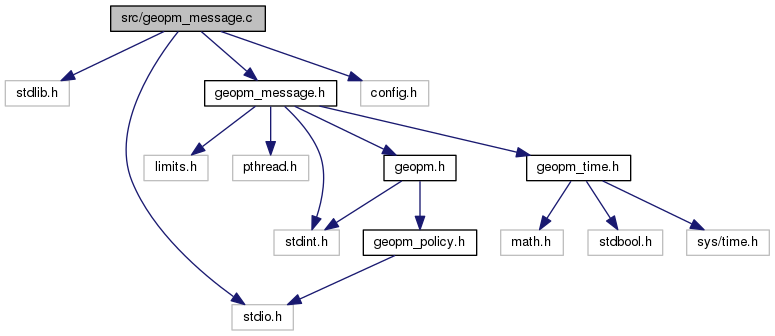 src/geopm_message.c
stdlib.h
geopm_message.h
config.h
limits.h
pthread.h
geopm.h
geopm_time.h
stdint.h
geopm_policy.h
math.h
stdbool.h
sys/time.h
stdio.h